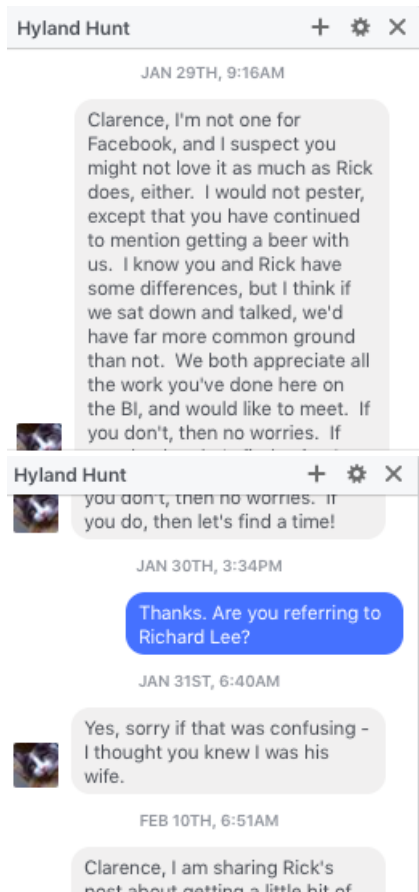 Hyland Hunt
JAN 29TH, 9:16AM
Clarence, I'm not one for
Facebook, and I suspect you
might not love it as much as Rick
does, either.  I would not pester,
except that you have continued
to mention getting a beer with
us.  I know you and Rick have
some differences, but I think if
we sat down and talked, we'd
have far more common ground
than not.  We both appreciate all
the work you've done here on
the BI, and would like to meet.  If
you don't, then no worries.  If
Hyland Hunt
you don't, then no worries.  If
you do, then let's find a time!
JAN 30TH, 3:34PM
Thanks. Are you referring to
Richard Lee?
JAN 31ST, 6:40AM
Yes, sorry if that was confusing -
I thought you knew I was his
wife.
FEB 10TH, 6:51AM
Clarence, I am sharing Rick's
post about getting a little bit of